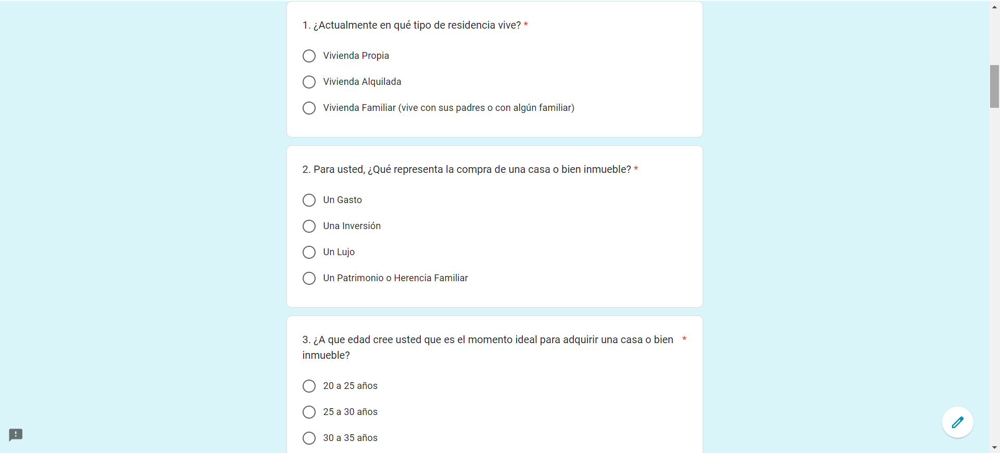 1. ¿Actualmente en qué tipo de residencia vive? *
Vivienda Propia
Vivienda Alquilada
Vivienda Familiar (vive con sus padres o con algún familiar)
2. Para usted, ¿Qué representa la compra de una casa o bien inmueble? *
Un Gasto
Una Inversión
Un Lujo
Un Patrimonio o Herencia Familiar
3. ¿A que edad cree usted que es el momento ideal para adquirir una casa o bien *
inmueble?
20 a 25 años
25 a 30 años
30 a 35 años